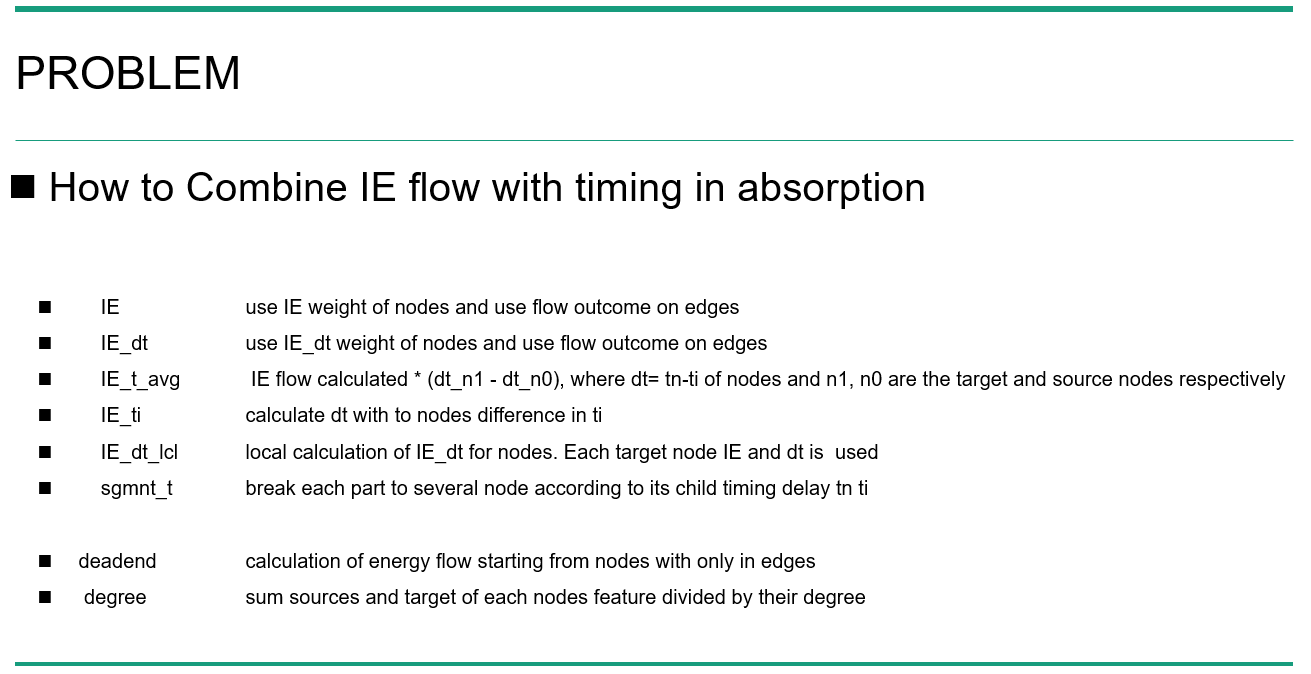 PROBLEM
■ How to Combine IE flow with timing in absorption
■ IE use IE weight of nodes and use flow outcome on edges
■ IE_dt use IE_dt weight of nodes and use flow outcome on edges
■ IE_t_avg IE flow calculated * (dt_n1 - dt_n0), where dt= tn-ti of nodes and n1, n0 are the target and source nodes respectively
■ IE_ti calculate dt with to nodes difference in ti
■ IE_dt_lcl local calculation of IE_dt for nodes. Each target node IE and dt is used
■ sgmnt_t break each part to several node according to its child timing delay tn ti
■ deadend calculation of energy flow starting from nodes with only in edges
■ degree sum sources and target of each nodes feature divided by their degree